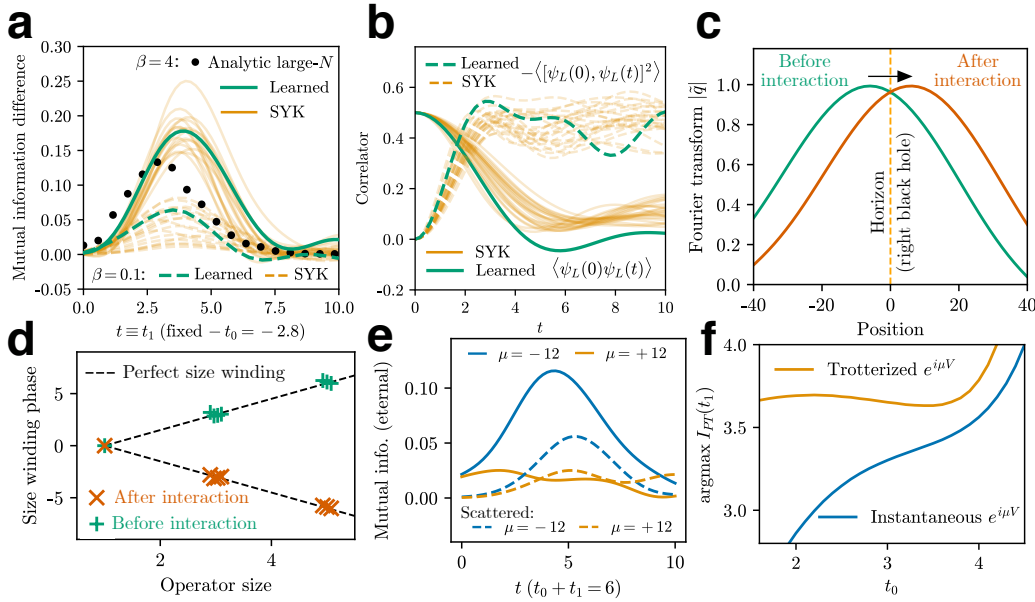 a
0.30
0.25
0.20
0.15
0.10
0.05
0.00
-0.05
Mutual information difference
β=4: Analytic large-N
Learned
SYK
β=0.1: Learned SYK
0.0 2.5 5.0 7.5 10.0
t≡t₁ (fixed −t₀ = −2.8)
b
0.6
0.4
0.2
0.0
-0.2
Correlator
Learned
SYK
−⟨[ψ_L(0), ψ_L(t)]²⟩
SYK
Learned
⟨ψ_L(0)ψ_L(t)⟩
0 2 4 6 8 10
t
c
1.0
0.8
0.6
0.4
0.2
0.0
Fourier transform |q̃|
Before
interaction
After
interaction
Horizon
(right black hole)
-40 -20 0 20 40
Position
d
5
0
-5
Size winding phase
Perfect size winding
After interaction
Before interaction
2 4
Operator size
e
0.10
0.05
0.00
Mutual info. (eternal)
μ=−12 μ=+12
Scattered:
μ=−12 μ=+12
0 5 10
t (t₀+t₁=6)
f
4.0
3.5
3.0
argmax I_PT(t₁)
Trotterized e^{iμV}
Instantaneous e^{iμV}
2 3 4
t₀